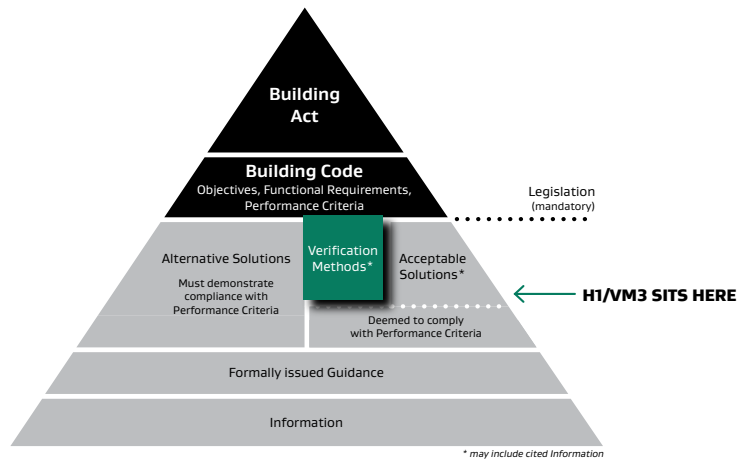 Building
Act
Building Code
Objectives, Functional Requirements,
Performance Criteria
Legislation
(mandatory)
Alternative Solutions
Must demonstrate
compliance with
Performance Criteria
Verification
Methods*
Acceptable
Solutions*
H1/VM3 SITS HERE
Deemed to comply
with Performance Criteria
Formally issued Guidance
Information
* may include cited Information